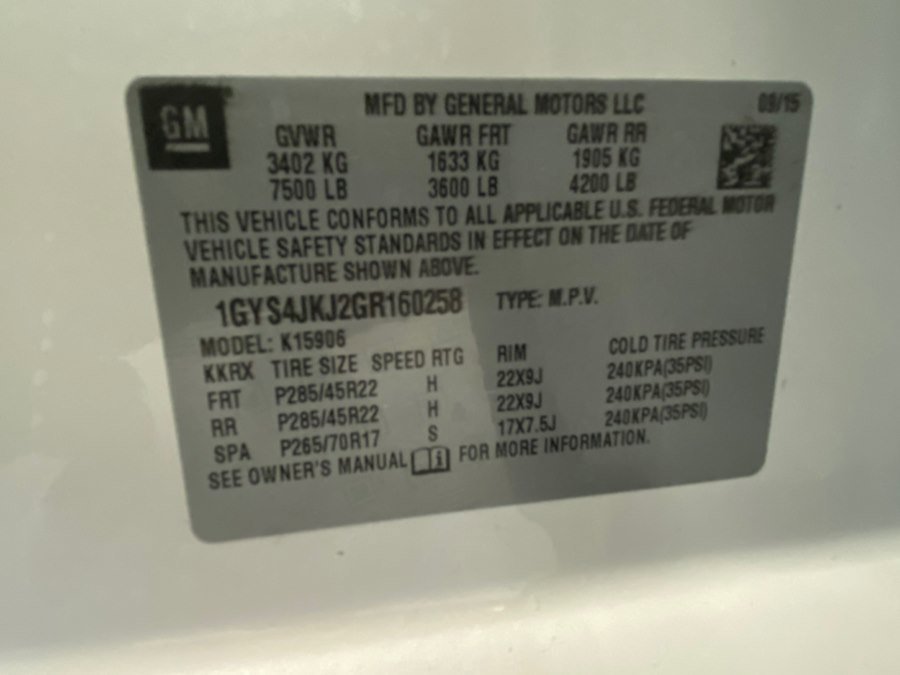 GM
MFD BY GENERAL MOTORS LLC 09/15
GVWR GAWR FRT GAWR RR
3402 KG 1633 KG 1905 KG
7500 LB 3600 LB 4200 LB
THIS VEHICLE CONFORMS TO ALL APPLICABLE U.S. FEDERAL MOTOR
VEHICLE SAFETY STANDARDS IN EFFECT ON THE DATE OF
MANUFACTURE SHOWN ABOVE.
1GYS4JKJ2GR160258 TYPE: M.P.V.
MODEL: K15906
KKRX TIRE SIZE SPEED RTG RIM COLD TIRE PRESSURE
FRT P285/45R22 H 22X9J 240KPA(35PSI)
RR P285/45R22 H 22X9J 240KPA(35PSI)
SPA P265/70R17 S 17X7.5J 240KPA(35PSI)
SEE OWNER'S MANUAL i FOR MORE INFORMATION.